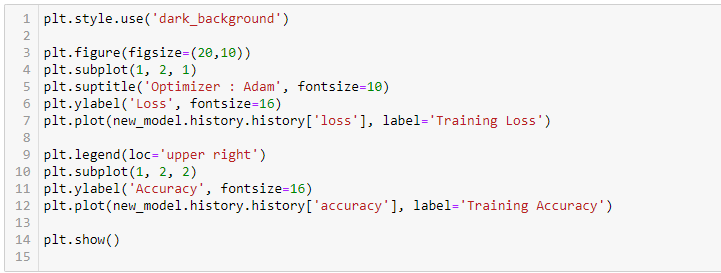 1 plt.style.use('dark_background')
2
3 plt.figure(figsize=(20,10))
4 plt.subplot(1, 2, 1)
5 plt.suptitle('Optimizer : Adam', fontsize=10)
6 plt.ylabel('Loss', fontsize=16)
7 plt.plot(new_model.history.history['loss'], label='Training Loss')
8
9 plt.legend(loc='upper right')
10 plt.subplot(1, 2, 2)
11 plt.ylabel('Accuracy', fontsize=16)
12 plt.plot(new_model.history.history['accuracy'], label='Training Accuracy')
13
14 plt.show()
15